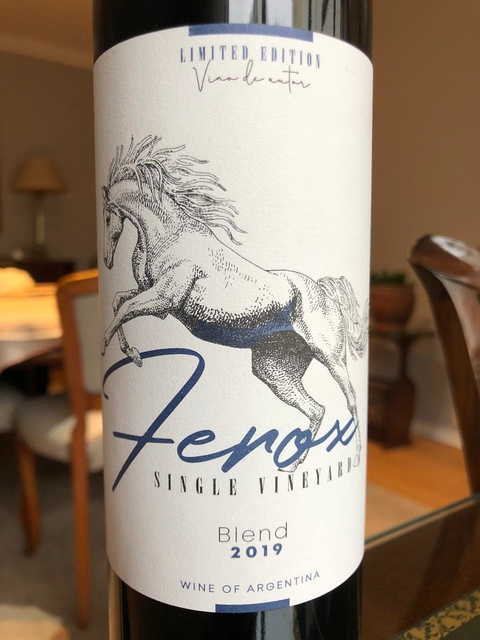 LIMITED EDITION
Vino de autor
Ferox
SINGLE VINEYARD
Blend
2019
WINE OF ARGENTINA